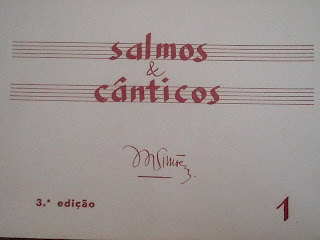 salmos
&
cânticos
3.ª edição
1